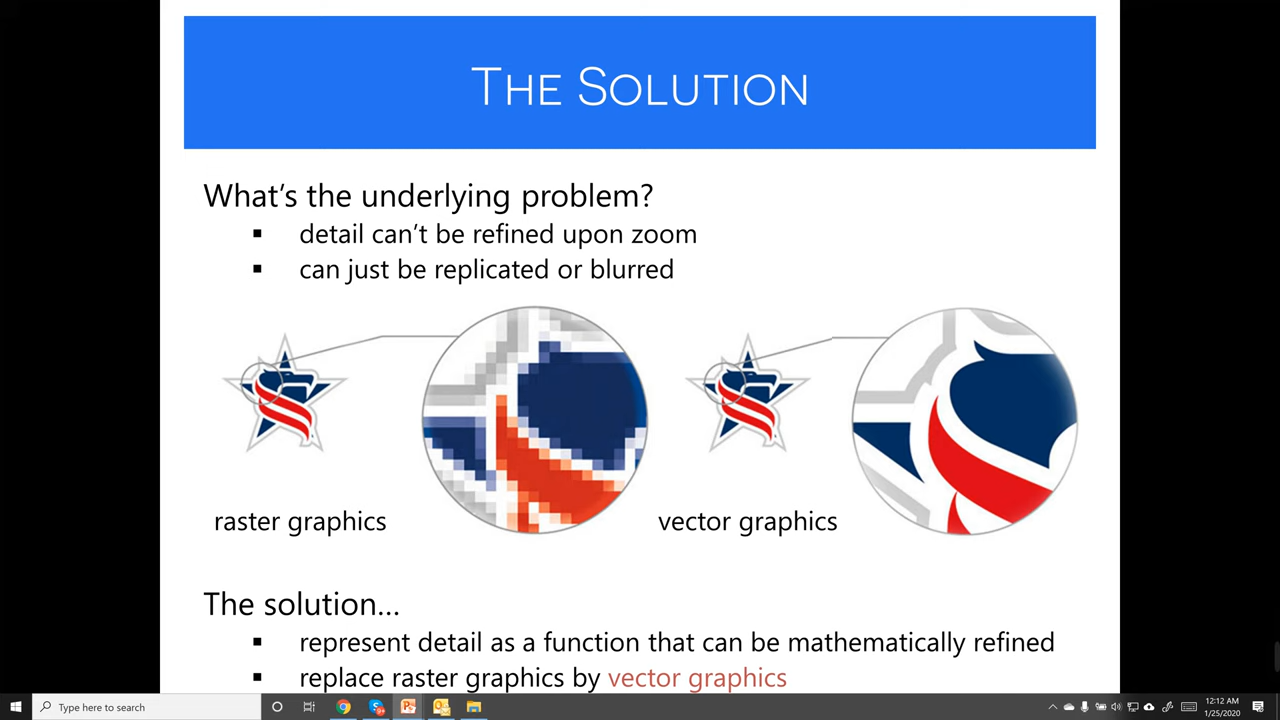 THE SOLUTION
What's the underlying problem?
▪ detail can't be refined upon zoom
▪ can just be replicated or blurred
raster graphics
vector graphics
The solution...
▪ represent detail as a function that can be mathematically refined
▪ replace raster graphics by vector graphics
Type here to search
12:12 AM
1/25/2020